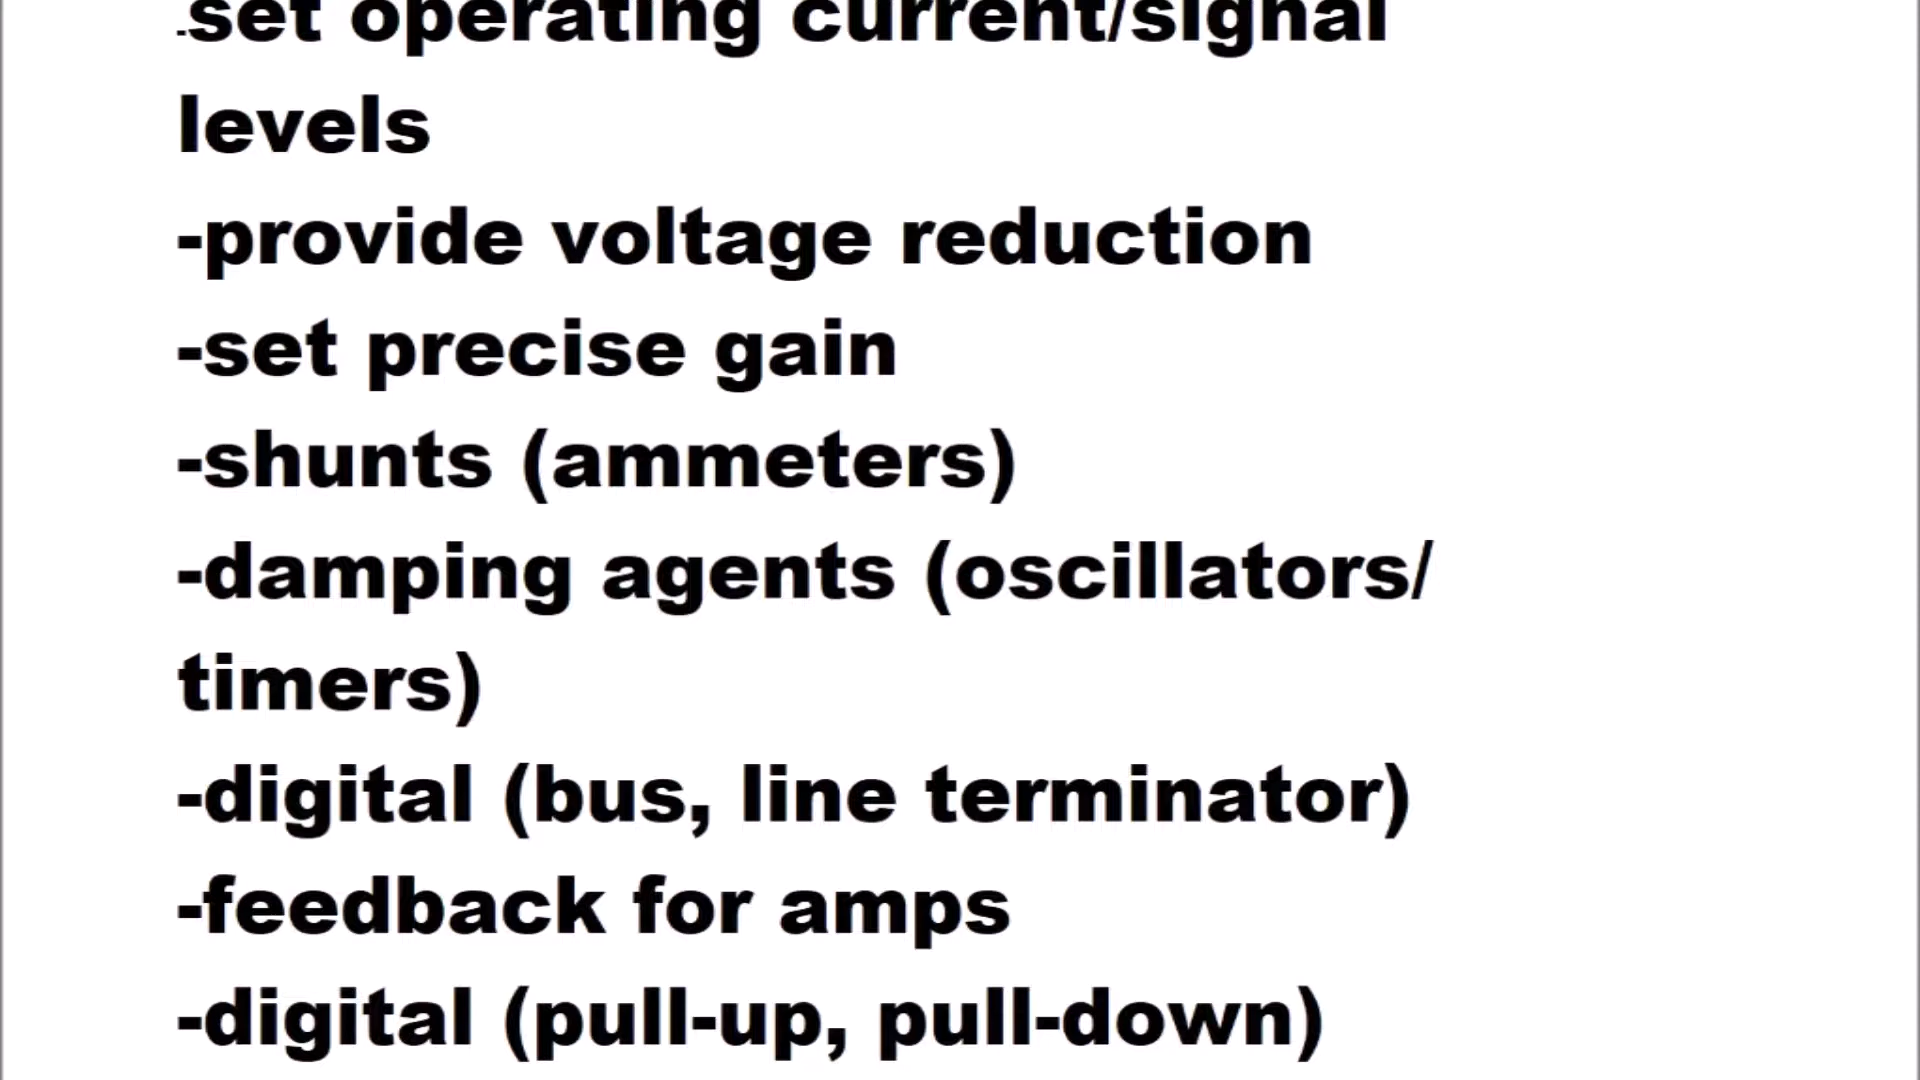 -set operating current/signal
levels
-provide voltage reduction
-set precise gain
-shunts (ammeters)
-damping agents (oscillators/
timers)
-digital (bus, line terminator)
-feedback for amps
-digital (pull-up, pull-down)